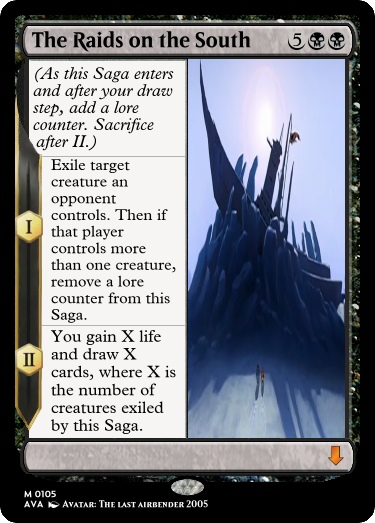 The Raids on the South 5
(As this Saga enters
and after your draw
step, add a lore
counter. Sacrifice
after II.)
I
Exile target
creature an
opponent
controls. Then if
that player
controls more
than one creature,
remove a lore
counter from this
Saga.
II
You gain X life
and draw X
cards, where X is
the number of
creatures exiled
by this Saga.
M 0105
AVA Avatar: The last airbender 2005